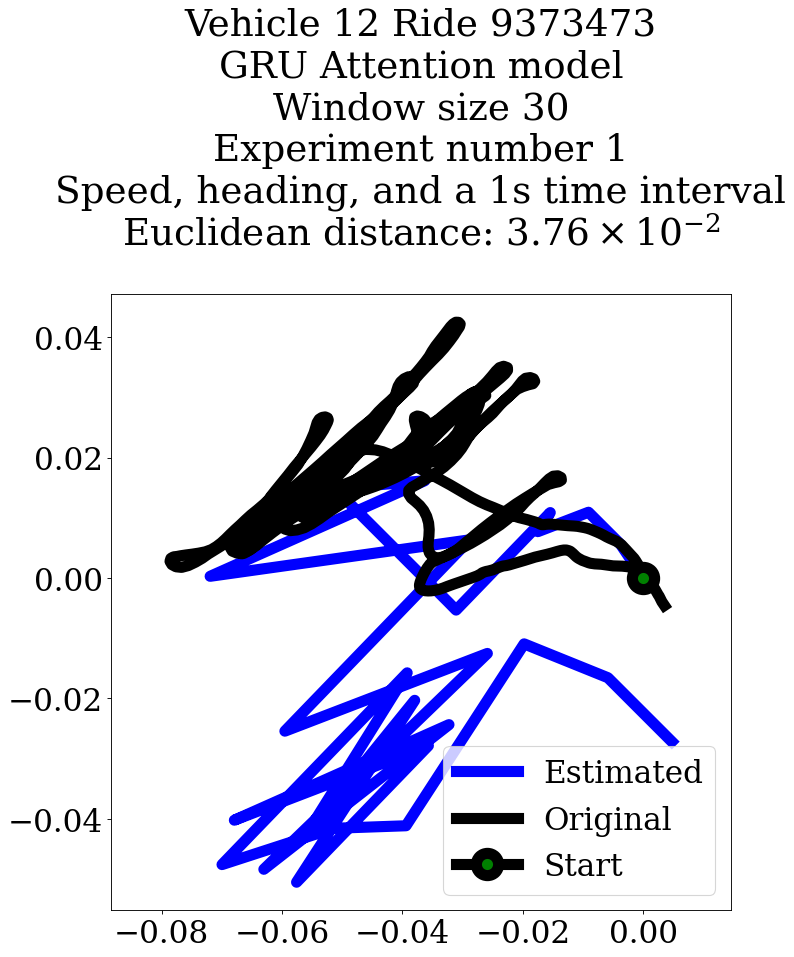 Vehicle 12 Ride 9373473
GRU Attention model
Window size 30
Experiment number 1
Speed, heading, and a 1s time interval
Euclidean distance: 3.76 × 10⁻²
0.04
0.02
0.00
−0.02
−0.04
Estimated
Original
Start
−0.08 −0.06 −0.04 −0.02 0.00